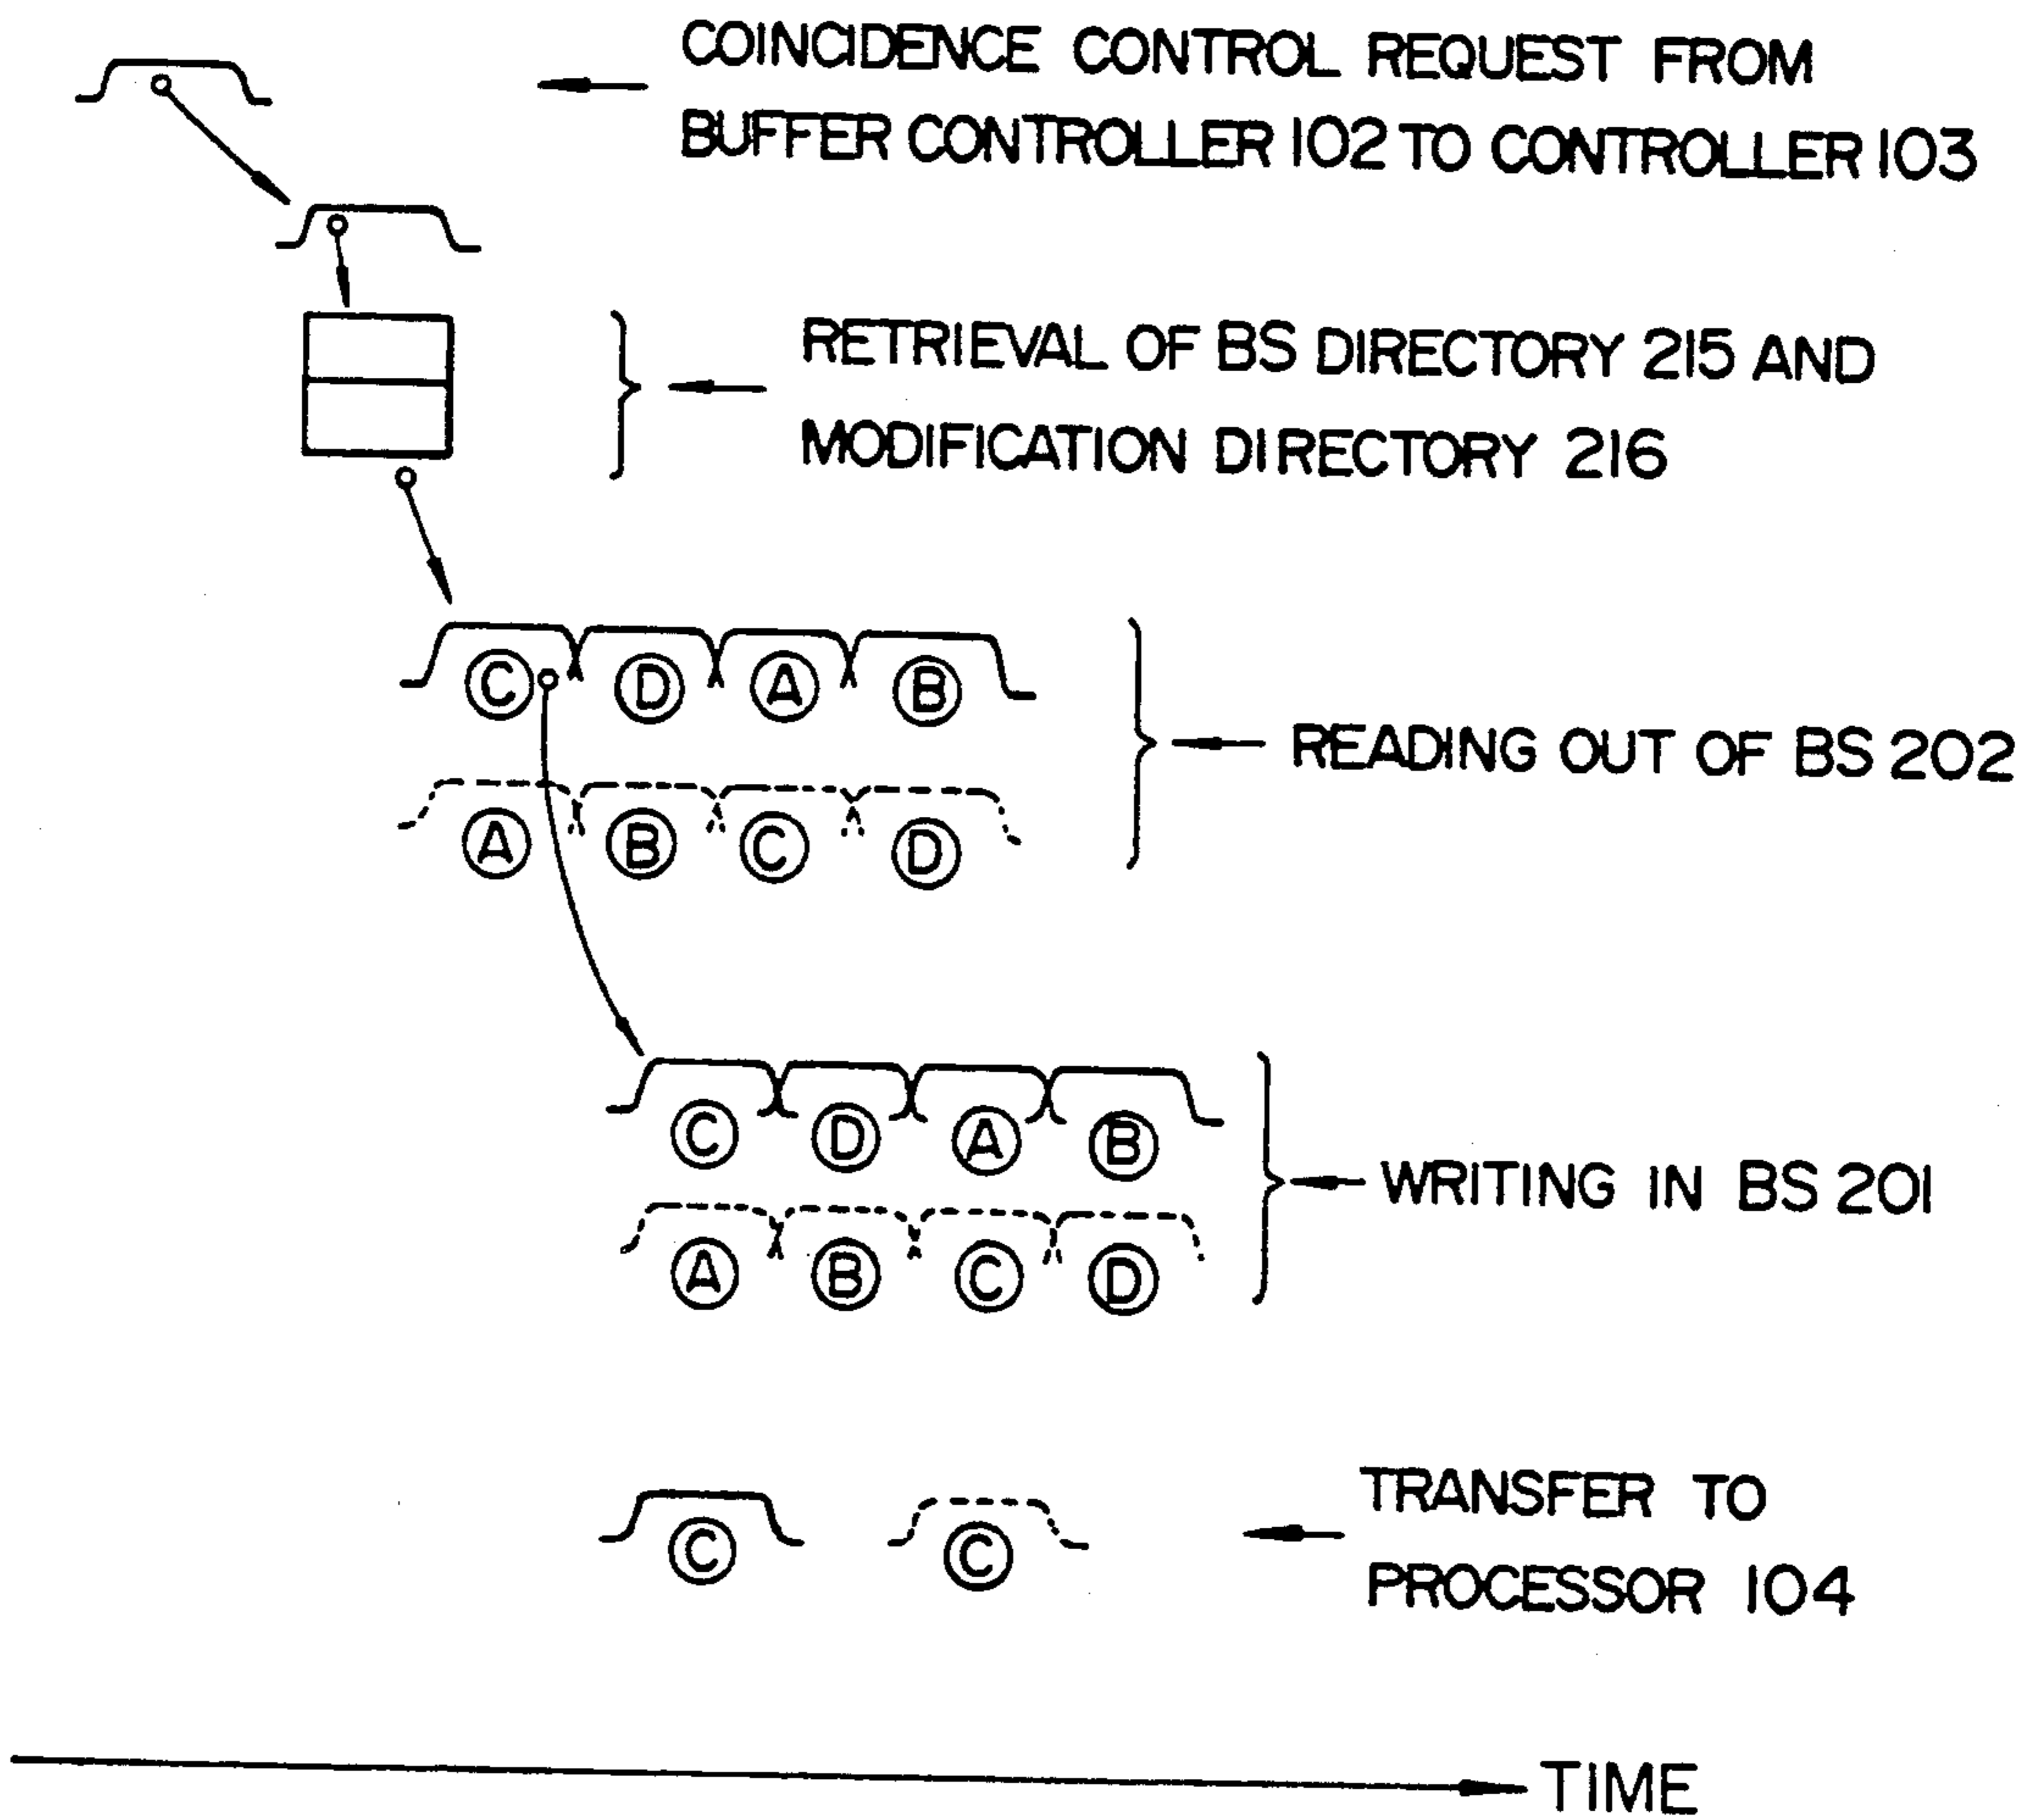 COINCIDENCE CONTROL REQUEST FROM
BUFFER CONTROLLER 102 TO CONTROLLER 103
RETRIEVAL OF BS DIRECTORY 215 AND
MODIFICATION DIRECTORY 216
C D A B
READING OUT OF BS 202
A B C D
C D A B
WRITING IN BS 201
A B C D
TRANSFER TO
C C
PROCESSOR 104
TIME